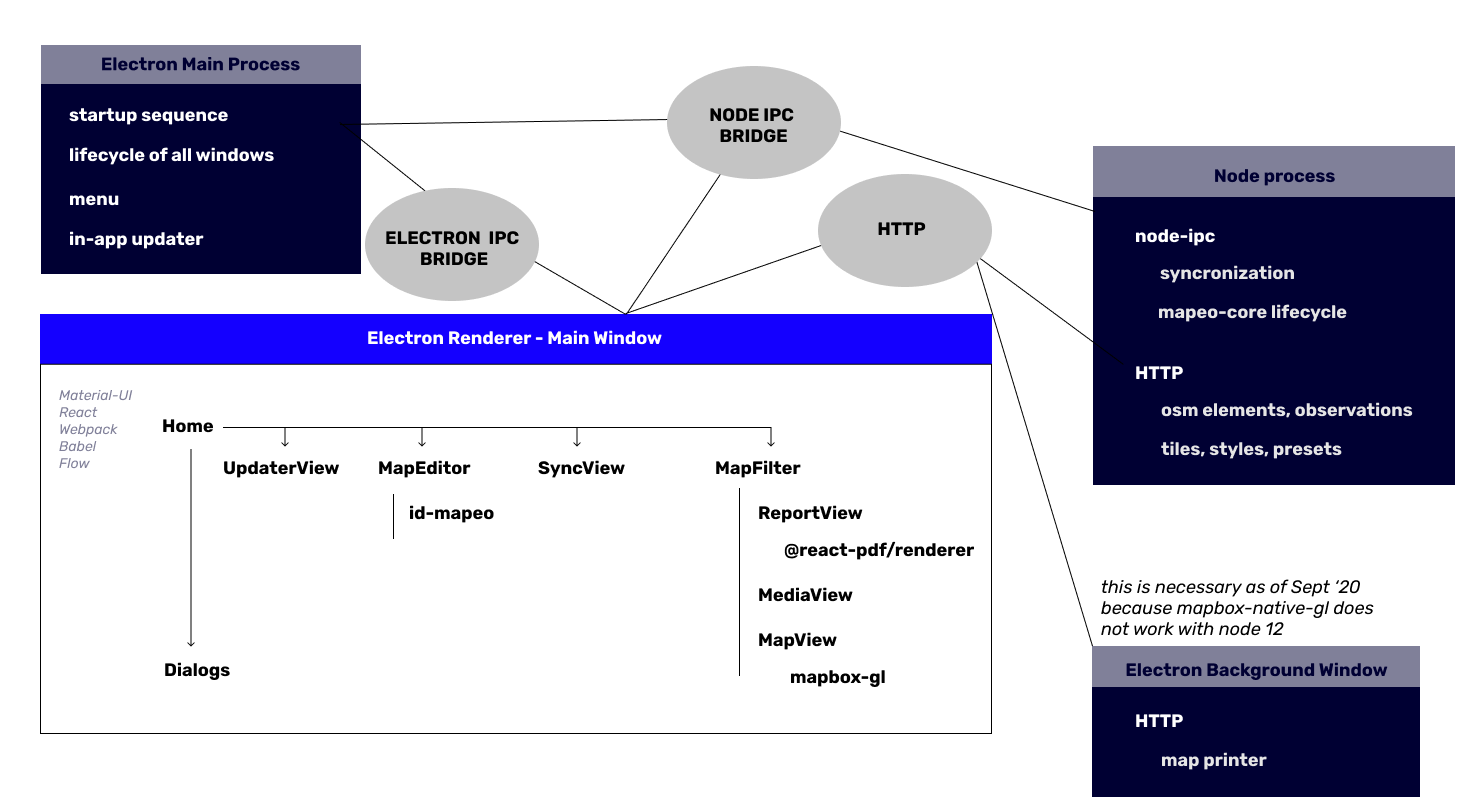 Electron Main Process
startup sequence
lifecycle of all windows
menu
in-app updater
NODE IPC
BRIDGE
ELECTRON IPC
BRIDGE
HTTP
Node process
node-ipc
syncronization
mapeo-core lifecycle
HTTP
osm elements, observations
tiles, styles, presets
Electron Renderer - Main Window
Material-UI
React
Webpack
Babel
Flow
Home
UpdaterView
MapEditor
id-mapeo
SyncView
MapFilter
ReportView
@react-pdf/renderer
MediaView
MapView
mapbox-gl
Dialogs
this is necessary as of Sept ‘20
because mapbox-native-gl does
not work with node 12
Electron Background Window
HTTP
map printer